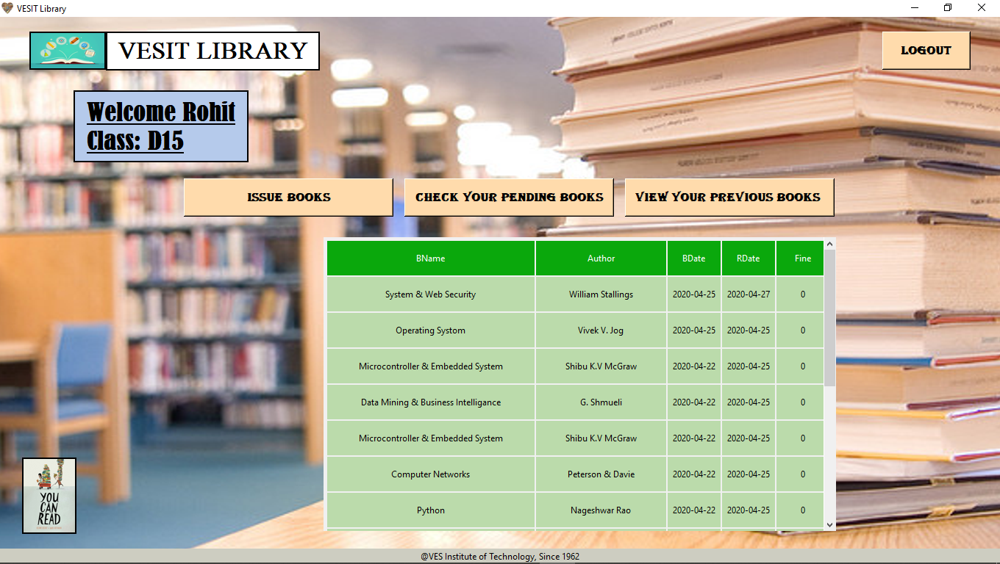 VESIT Library
VESIT LIBRARY
LOGOUT
Welcome Rohit
Class: D15
ISSUE BOOKS
CHECK YOUR PENDING BOOKS
VIEW YOUR PREVIOUS BOOKS
BName Author BDate RDate Fine
System & Web Security William Stallings 2020-04-25 2020-04-27 0
Operating Systom Vivek V. Jog 2020-04-25 2020-04-25 0
Microcontroller & Embedded System Shibu K.V McGraw 2020-04-22 2020-04-25 0
Data Mining & Business Intelligance G. Shmueli 2020-04-22 2020-04-25 0
Microcontroller & Embedded System Shibu K.V McGraw 2020-04-22 2020-04-25 0
Computer Networks Peterson & Davie 2020-04-22 2020-04-25 0
Python Nageshwar Rao 2020-04-22 2020-04-25 0
YOU
CAN
READ
@VES Institute of Technology, Since 1962